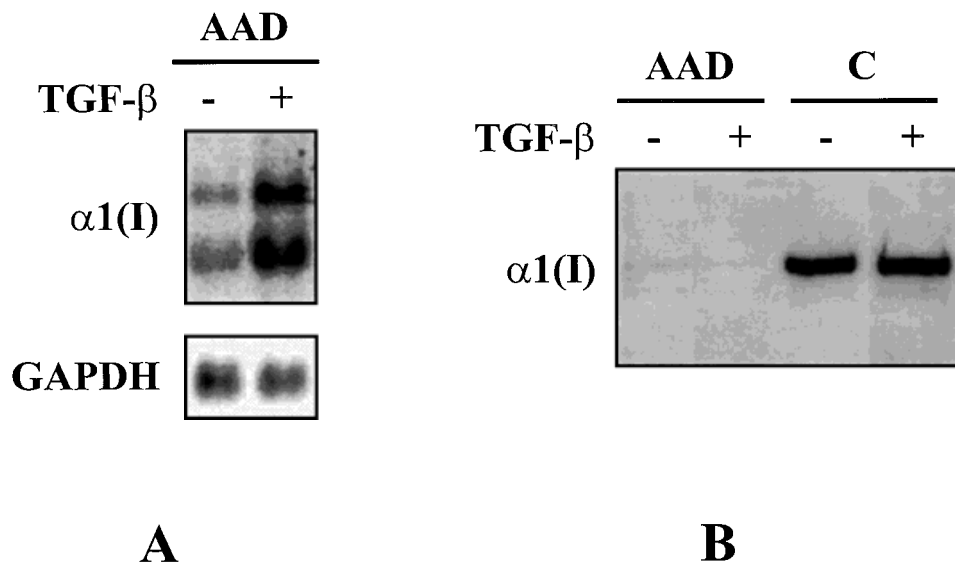 AAD
TGF-β - +
α1(I)
GAPDH
A
AAD C
TGF-β - + - +
α1(I)
B